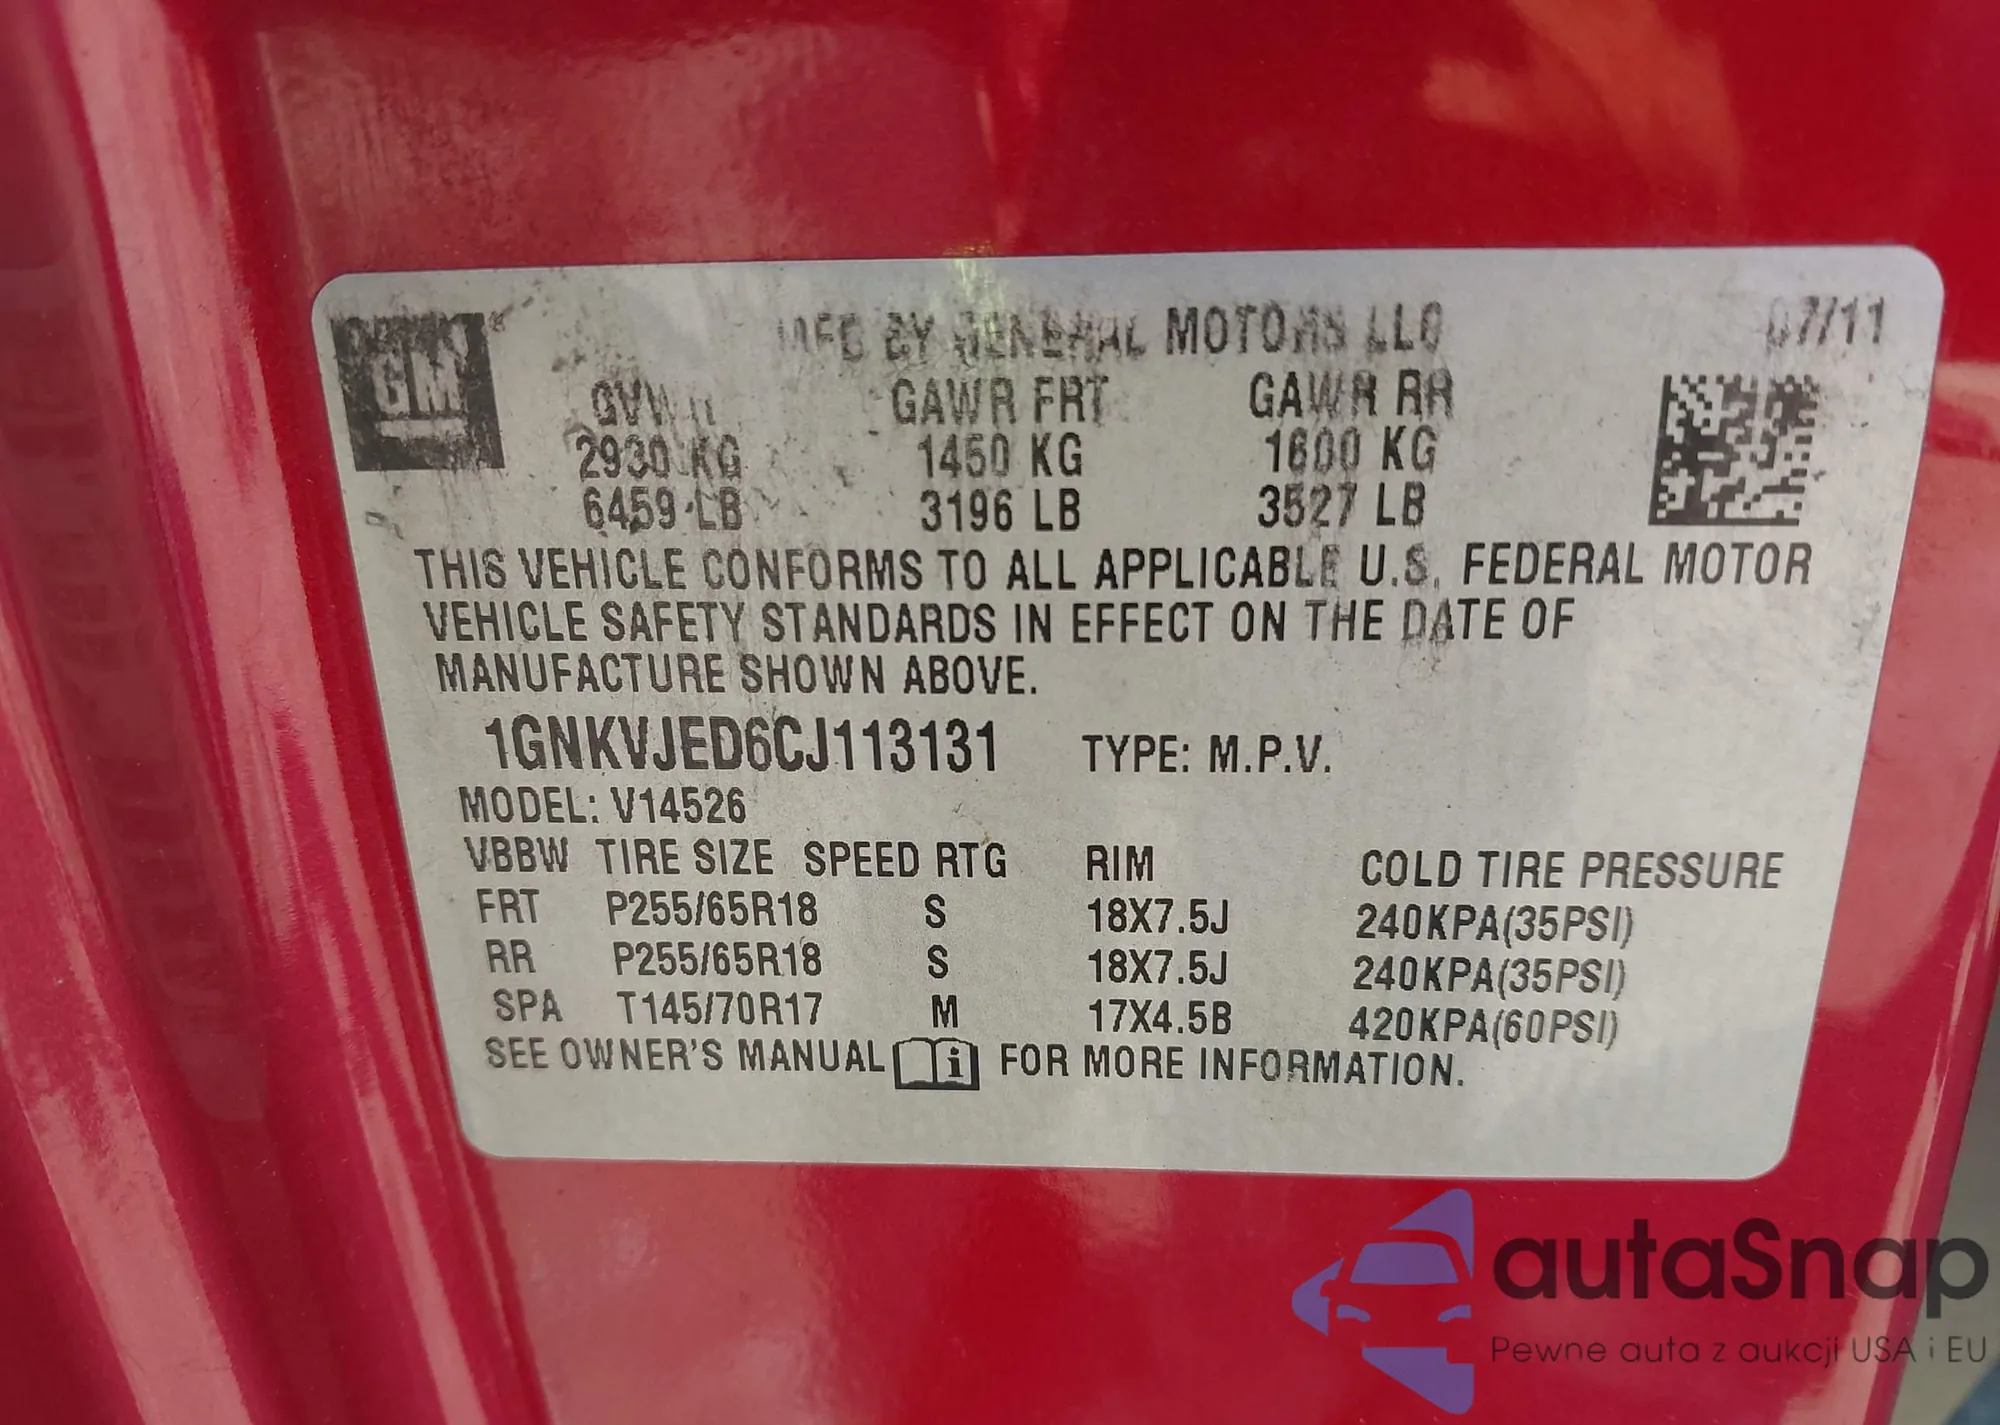 GM
MFD BY GENERAL MOTORS LLC 07/11
GVWR GAWR FRT GAWR RR
2930 KG 1450 KG 1600 KG
6459 LB 3196 LB 3527 LB
THIS VEHICLE CONFORMS TO ALL APPLICABLE U.S. FEDERAL MOTOR
VEHICLE SAFETY STANDARDS IN EFFECT ON THE DATE OF
MANUFACTURE SHOWN ABOVE.
1GNKVJED6CJ113131 TYPE: M.P.V.
MODEL: V14526
VBBW TIRE SIZE SPEED RTG RIM COLD TIRE PRESSURE
FRT P255/65R18 S 18X7.5J 240KPA(35PSI)
RR P255/65R18 S 18X7.5J 240KPA(35PSI)
SPA T145/70R17 M 17X4.5B 420KPA(60PSI)
SEE OWNER'S MANUAL i FOR MORE INFORMATION.
autaSnap
Pewne auta z aukcji USA i EU